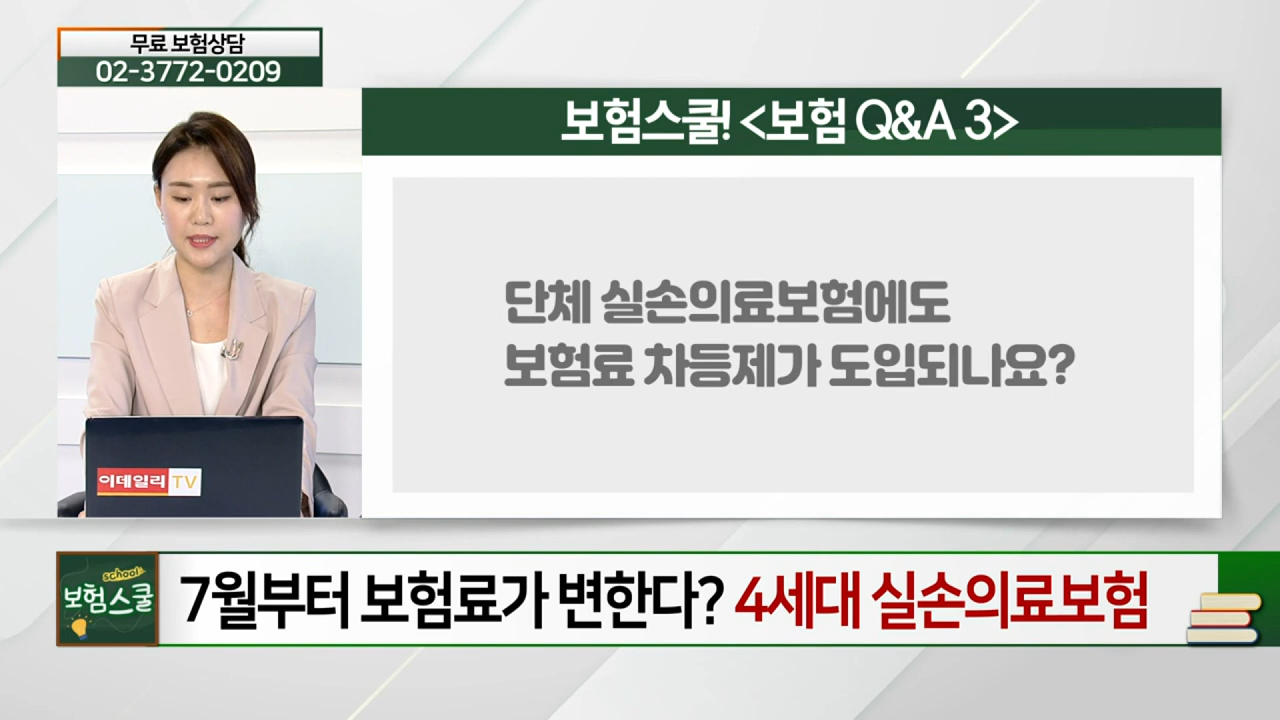 무료 보험상담
02-3772-0209
보험스쿨! <보험 Q&A 3>
단체 실손의료보험에도
보험료 차등제가 도입되나요?
이데일리 TV
school
보험스쿨
7월부터 보험료가 변한다? 4세대 실손의료보험